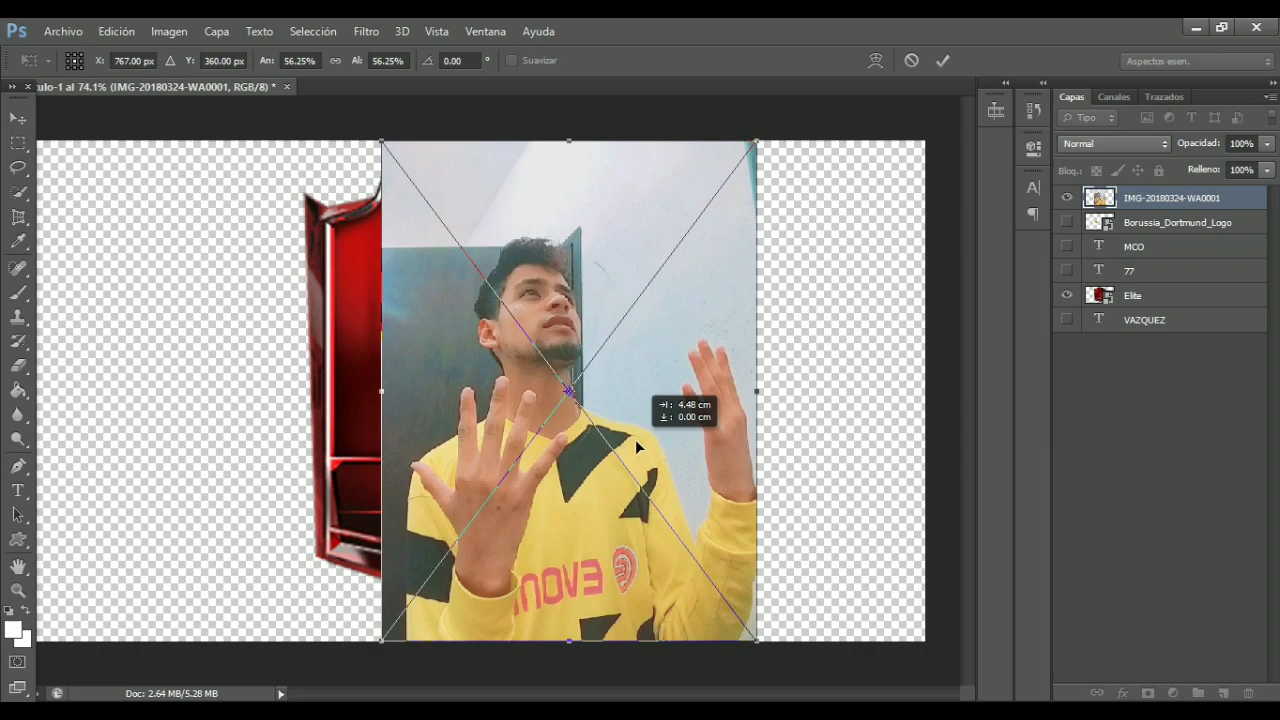 Ps Archivo Edición Imagen Capa Texto Selección Filtro 3D Vista Ventana Ayuda
X: 767.00 px Y: 360.00 px An: 56.25% Al: 56.25% 0.00 ° Suavizar Aspectos esen.
tulo-1 al 74.1% (IMG-20180324-WA0001, RGB/8) * ×
Capas Canales Trazados
Tipo
Normal Opacidad: 100%
Bloq.: Relleno: 100%
IMG-20180324-WA0001
Borussia_Dortmund_Logo
T MCO
T 77
Elite
T VAZQUEZ
4.48 cm
0.00 cm
Doc: 2.64 MB/5.28 MB